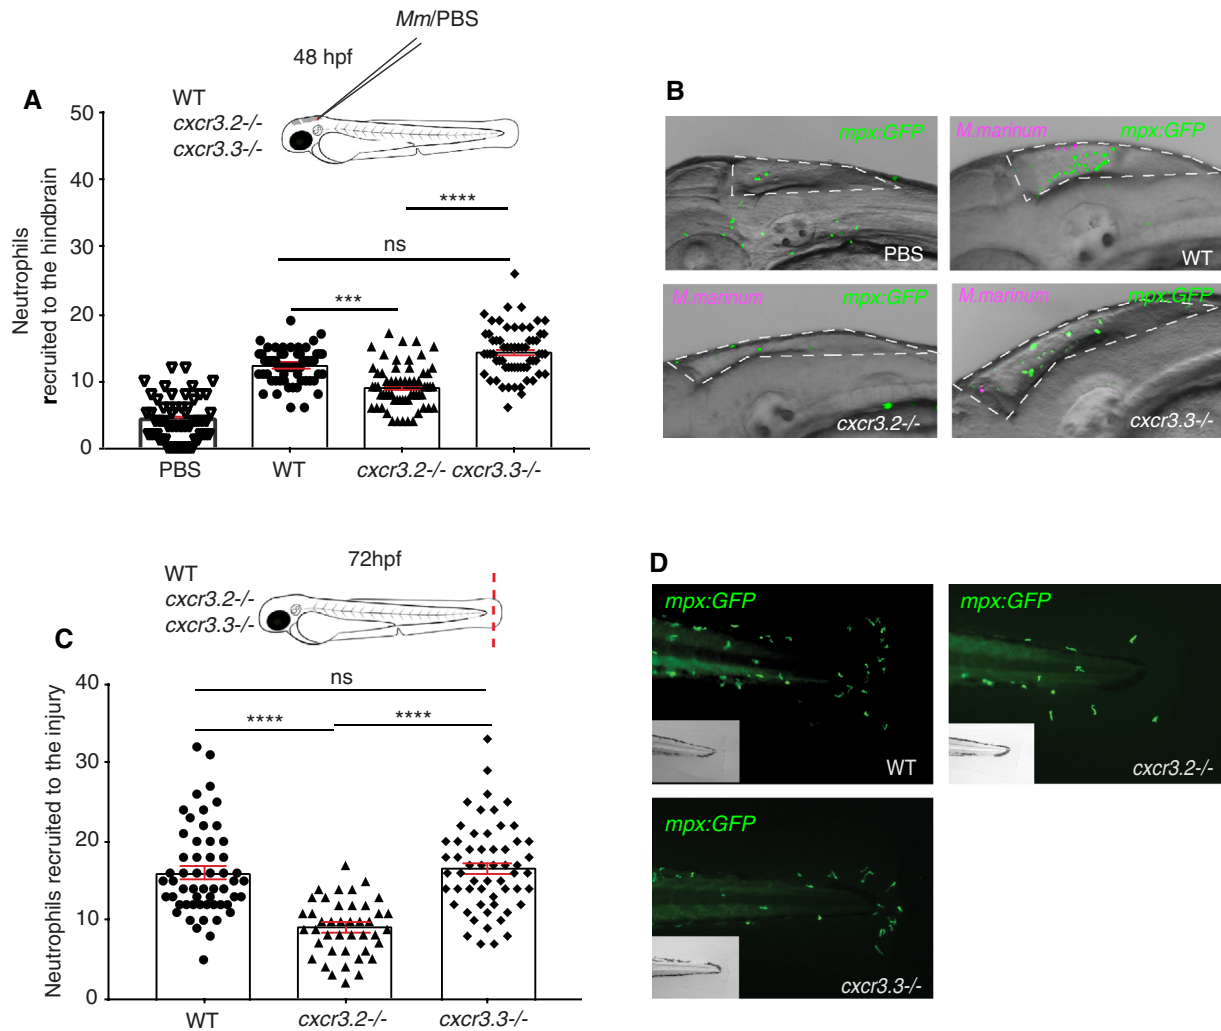 Mm/PBS
48 hpf
A
WT
cxcr3.2-/-
cxcr3.3-/-
50
40
30
20
10
0
Neutrophils
recruited to the hindbrain
****
ns
***
PBS
WT
cxcr3.2-/-
cxcr3.3-/-
B
mpx:GFP
PBS
M.marinum
mpx:GFP
WT
M.marinum
mpx:GFP
cxcr3.2-/-
M.marinum
mpx:GFP
cxcr3.3-/-
72hpf
WT
cxcr3.2-/-
cxcr3.3-/-
C
40
30
20
10
0
Neutrophils recruited to the injury
ns
****
****
WT
cxcr3.2-/-
cxcr3.3-/-
D
mpx:GFP
WT
mpx:GFP
cxcr3.2-/-
mpx:GFP
cxcr3.3-/-